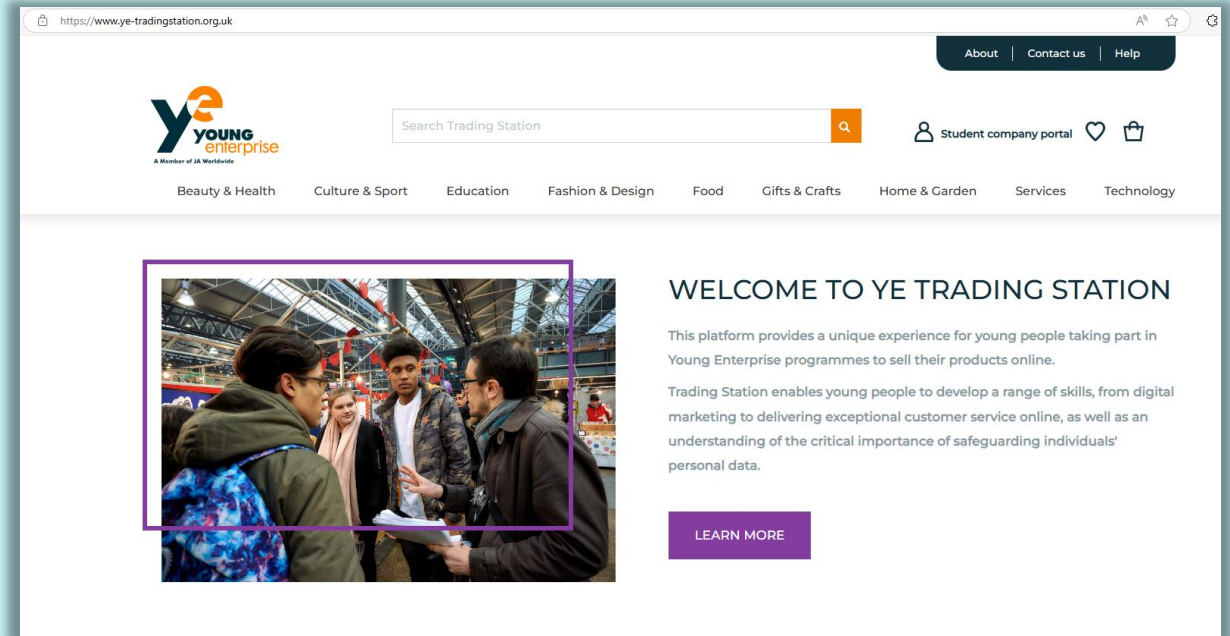 https://www.ye-tradingstation.org.uk
About
Contact us
Help
ye
YOUNG
enterprise
A Member of JA Worldwide
Search Trading Station
Student company portal
Beauty & Health
Culture & Sport
Education
Fashion & Design
Food
Gifts & Crafts
Home & Garden
Services
Technology
WELCOME TO YE TRADING STATION
This platform provides a unique experience for young people taking part in
Young Enterprise programmes to sell their products online.
Trading Station enables young people to develop a range of skills, from digital
marketing to delivering exceptional customer service online, as well as an
understanding of the critical importance of safeguarding individuals'
personal data.
LEARN MORE